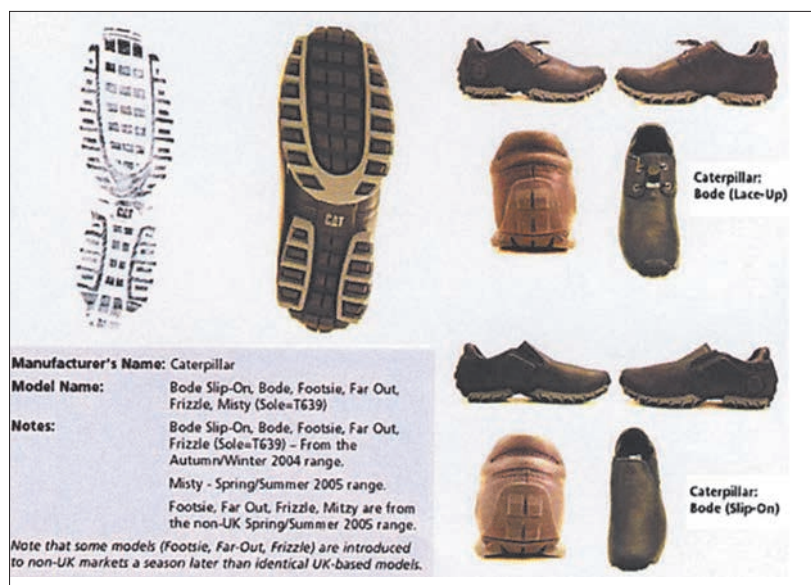 CAT
CAT
Caterpillar:
Bode (Lace-Up)
Manufacturer's Name: Caterpillar
Model Name: Bode Slip-On, Bode, Footsie, Far Out,
Frizzle, Misty (Sole=T639)
Notes: Bode Slip-On, Bode, Footsie, Far Out,
Frizzle (Sole=T639) – From the
Autumn/Winter 2004 range.
Misty - Spring/Summer 2005 range.
Footsie, Far Out, Frizzle, Mitzy are from
the non-UK Spring/Summer 2005 range.
Note that some models (Footsie, Far-Out, Frizzle) are introduced
to non-UK markets a season later than identical UK-based models.
Caterpillar:
Bode (Slip-On)